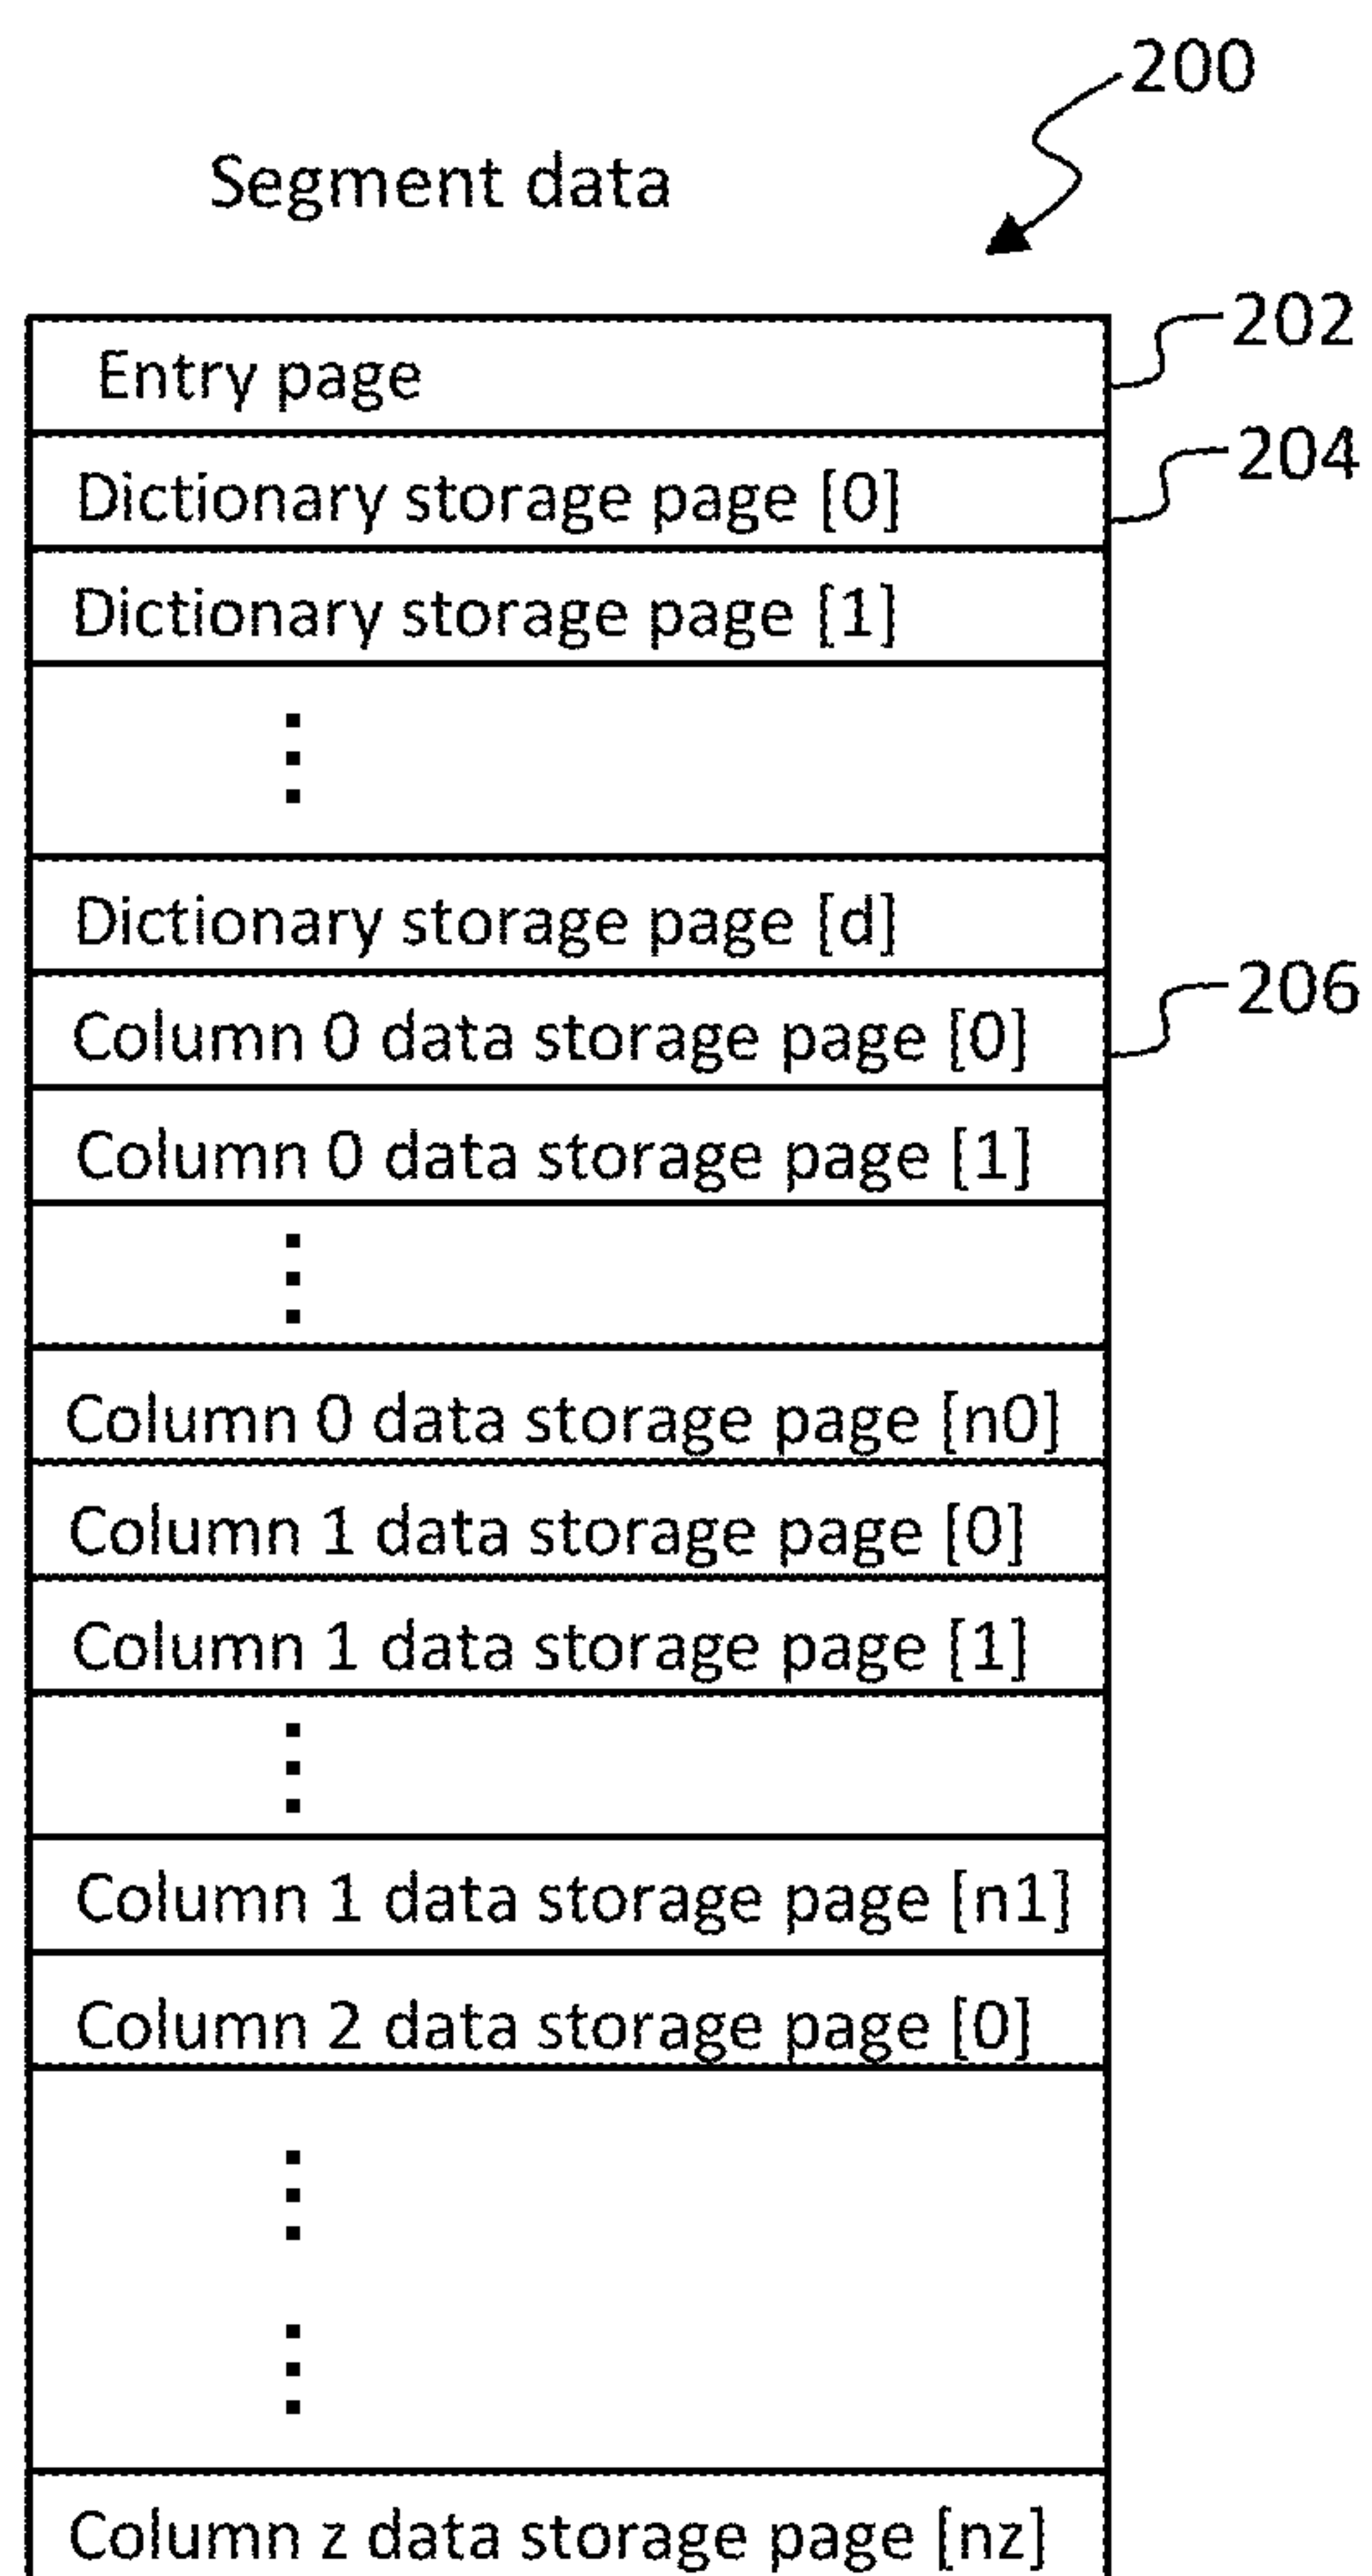 200
Segment data
202
Entry page
204
Dictionary storage page [0]
Dictionary storage page [1]
⋮
Dictionary storage page [d]
206
Column 0 data storage page [0]
Column 0 data storage page [1]
⋮
Column 0 data storage page [n0]
Column 1 data storage page [0]
Column 1 data storage page [1]
⋮
Column 1 data storage page [n1]
Column 2 data storage page [0]
⋮
⋮
Column z data storage page [nz]